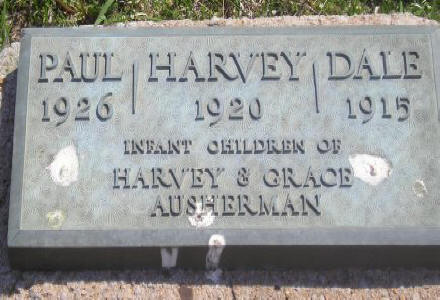 PAUL | HARVEY | DALE
1926 1920 1915
INFANT CHILDREN OF
HARVEY & GRACE
AUSHERMAN